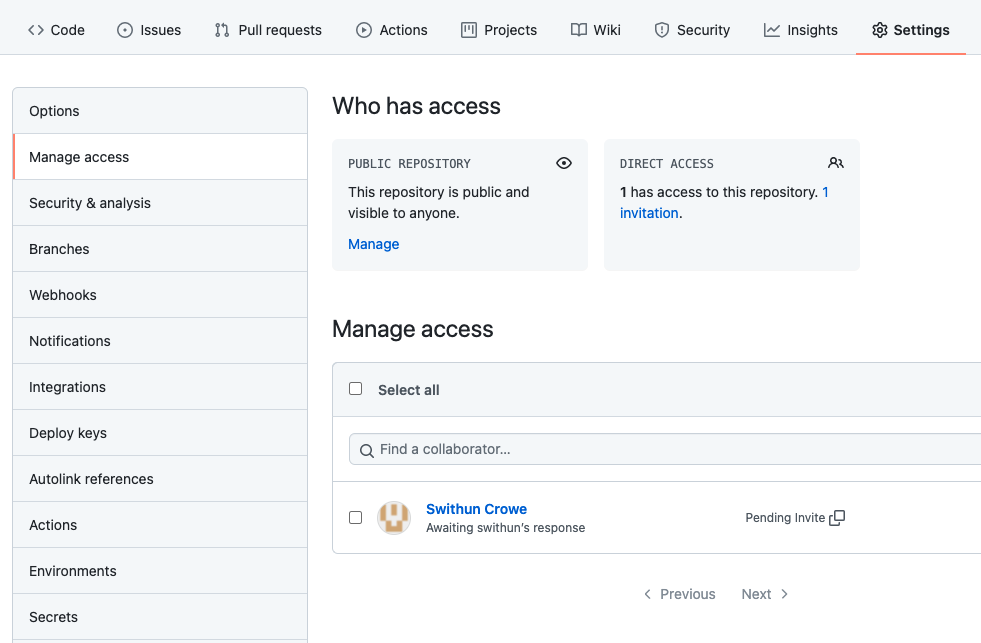 Code Issues Pull requests Actions Projects Wiki Security Insights Settings
Options
Manage access
Security & analysis
Branches
Webhooks
Notifications
Integrations
Deploy keys
Autolink references
Actions
Environments
Secrets
Who has access
PUBLIC REPOSITORY
This repository is public and
visible to anyone.
Manage
DIRECT ACCESS
1 has access to this repository. 1
invitation.
Manage access
Select all
Find a collaborator...
Swithun Crowe
Awaiting swithun's response
Pending Invite
Previous Next